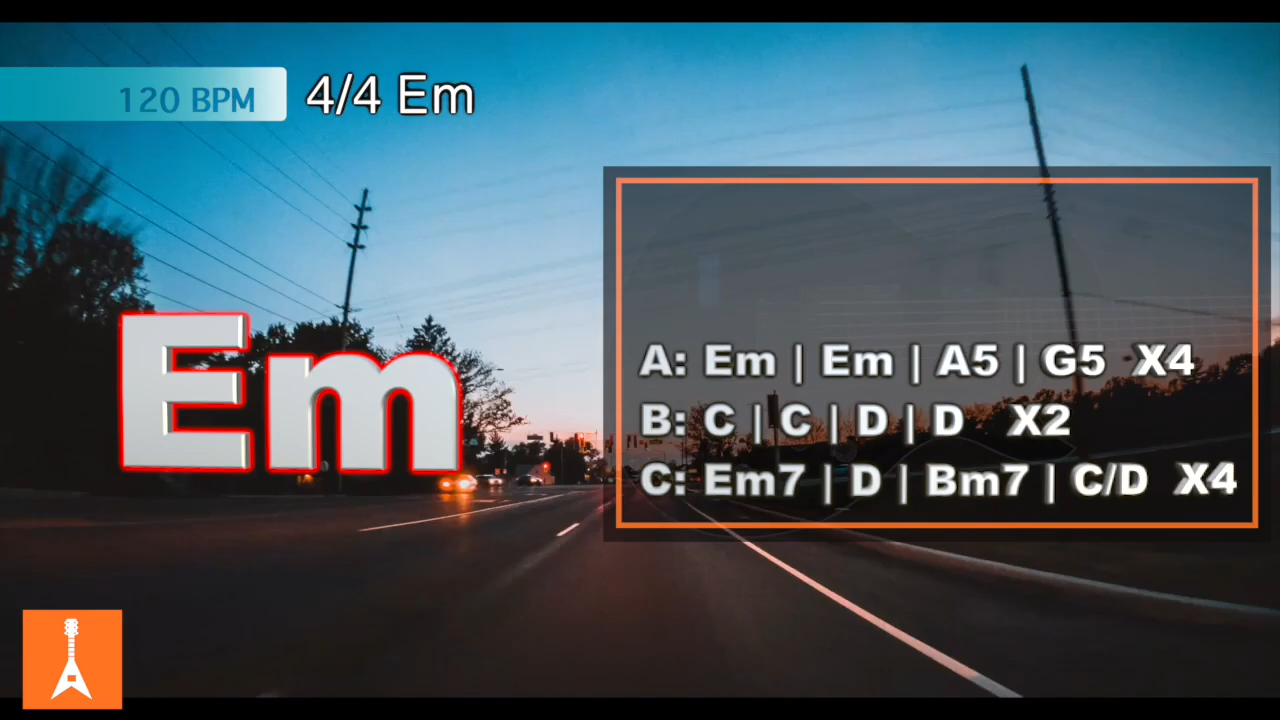 120 BPM
4/4 Em
Em
A: Em | Em | A5 | G5 X4
B: C | C | D | D X2
C: Em7 | D | Bm7 | C/D X4